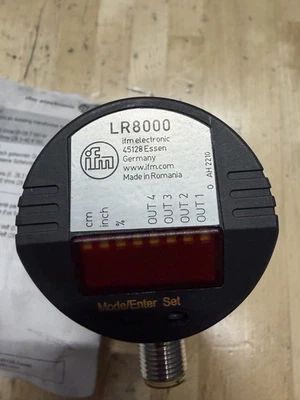 LR8000
ifm electronic
45128 Essen
Germany
www.ifm.com
Made in Romania
ifm
cm
inch
%
OUT 4
OUT 3
OUT 2
OUT 1
O AH 2210
Mode/Enter Set